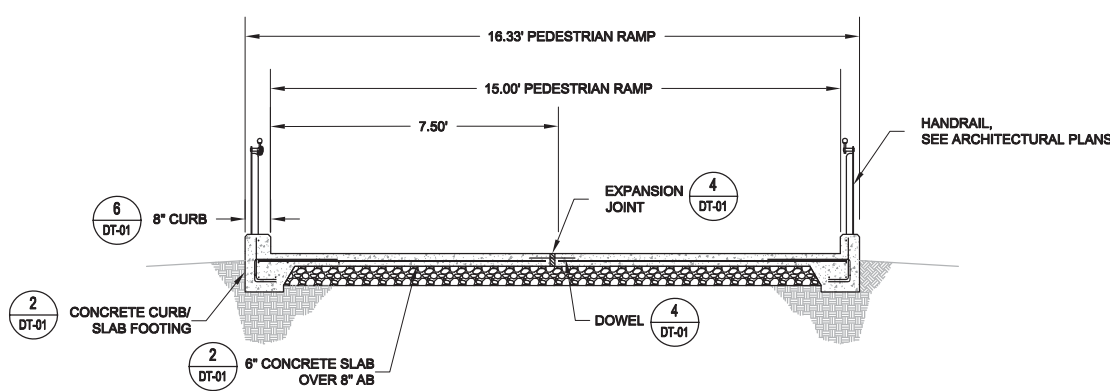 16.33' PEDESTRIAN RAMP
15.00' PEDESTRIAN RAMP
7.50'
HANDRAIL,
SEE ARCHITECTURAL PLANS
EXPANSION
JOINT
4
DT-01
6
DT-01
8" CURB
2
DT-01
CONCRETE CURB/
SLAB FOOTING
DOWEL
4
DT-01
2
DT-01
6" CONCRETE SLAB
OVER 8" AB